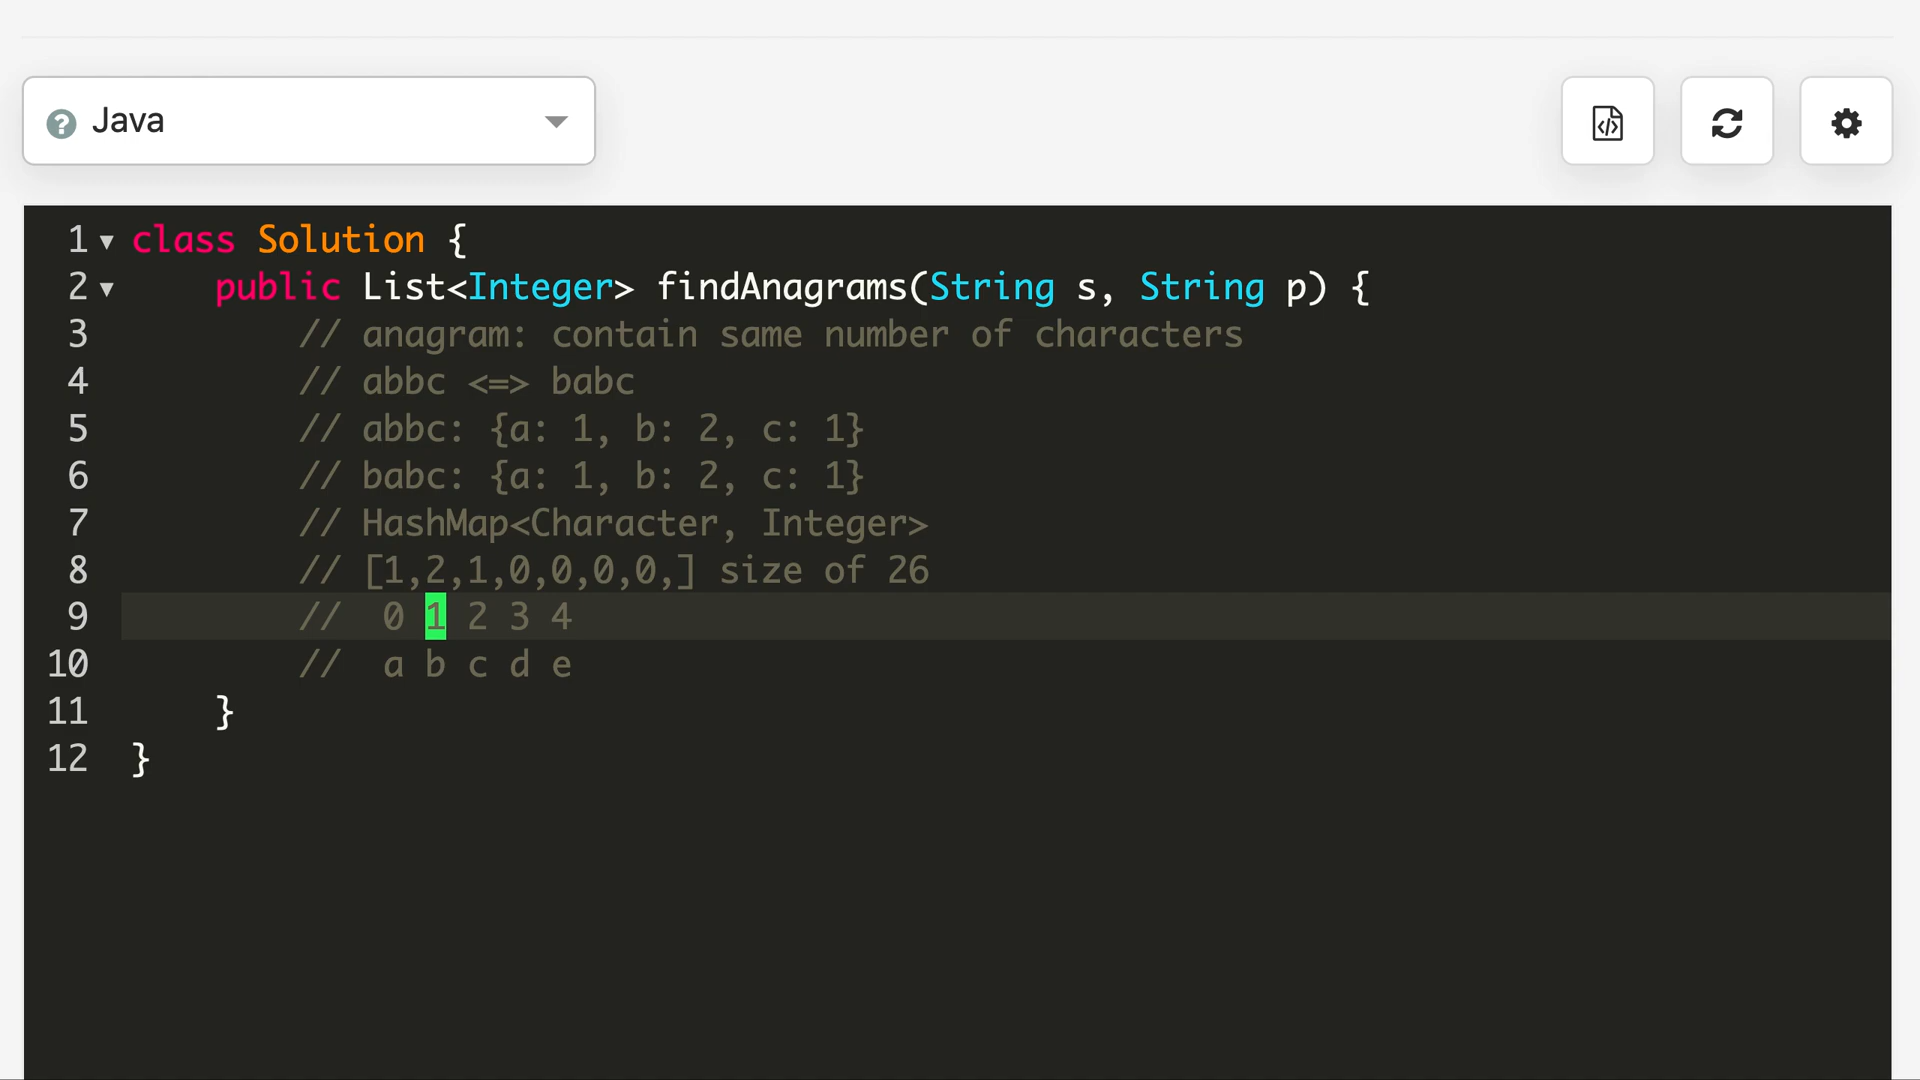 Java
1 class Solution {
2 public List<Integer> findAnagrams(String s, String p) {
3 // anagram: contain same number of characters
4 // abbc <=> babc
5 // abbc: {a: 1, b: 2, c: 1}
6 // babc: {a: 1, b: 2, c: 1}
7 // HashMap<Character, Integer>
8 // [1,2,1,0,0,0,0,] size of 26
9 // 0 1 2 3 4
10 // a b c d e
11 }
12 }